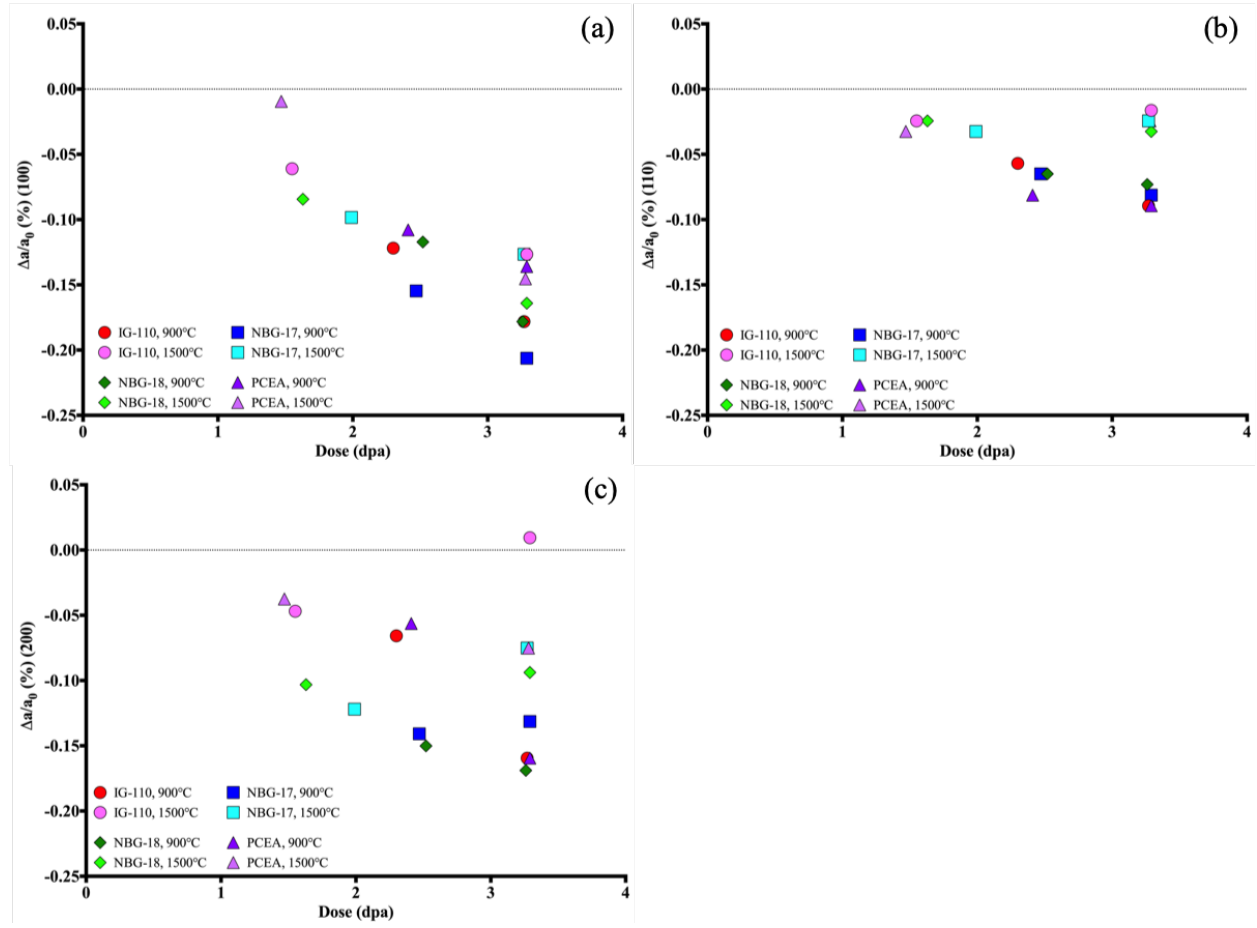 (a)
0.05
0.00
-0.05
-0.10
-0.15
-0.20
-0.25
Δa/a0 (%) (100)
IG-110, 900°C
IG-110, 1500°C
NBG-18, 900°C
NBG-18, 1500°C
NBG-17, 900°C
NBG-17, 1500°C
PCEA, 900°C
PCEA, 1500°C
0 1 2 3 4
Dose (dpa)
(b)
0.05
0.00
-0.05
-0.10
-0.15
-0.20
-0.25
Δa/a0 (%) (110)
IG-110, 900°C
IG-110, 1500°C
NBG-18, 900°C
NBG-18, 1500°C
NBG-17, 900°C
NBG-17, 1500°C
PCEA, 900°C
PCEA, 1500°C
0 1 2 3 4
Dose (dpa)
(c)
0.05
0.00
-0.05
-0.10
-0.15
-0.20
-0.25
Δa/a0 (%) (200)
IG-110, 900°C
IG-110, 1500°C
NBG-18, 900°C
NBG-18, 1500°C
NBG-17, 900°C
NBG-17, 1500°C
PCEA, 900°C
PCEA, 1500°C
0 1 2 3 4
Dose (dpa)